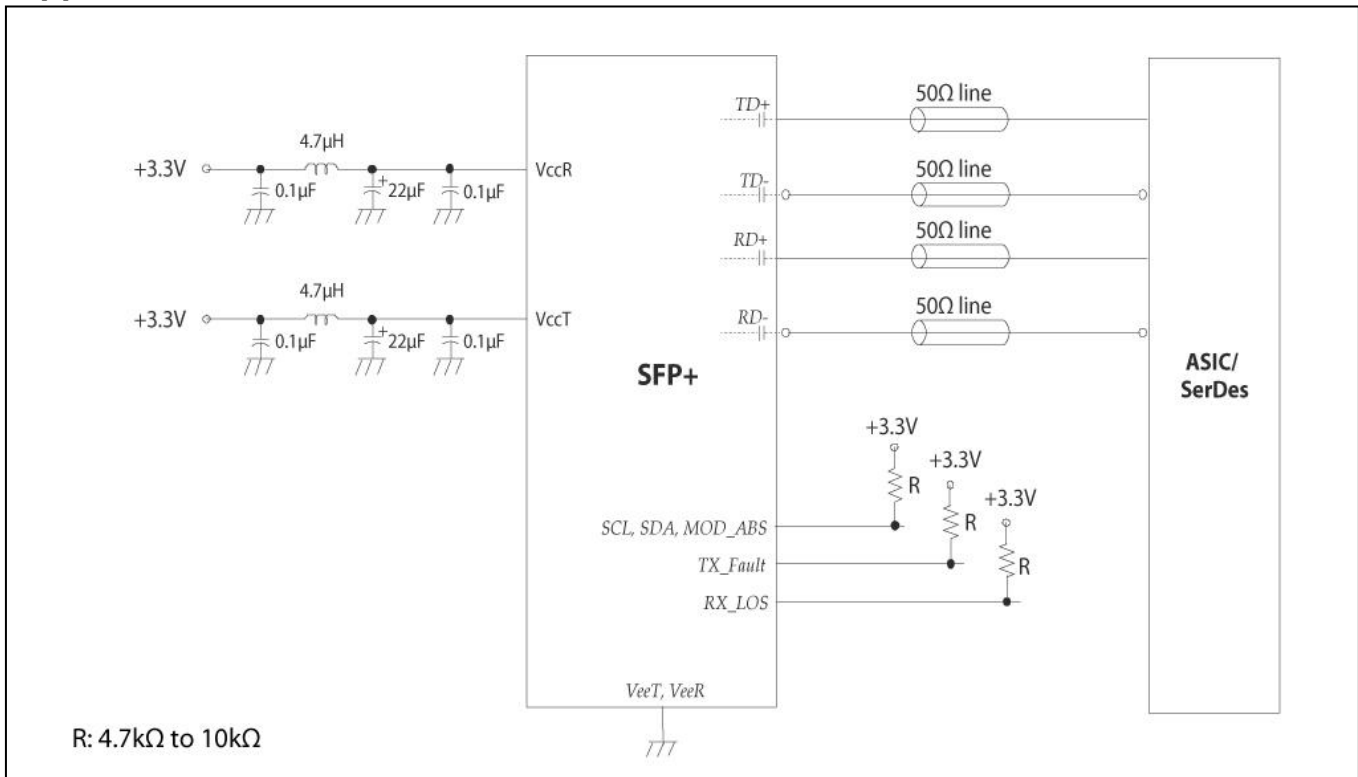 50Ω line
TD+
4.7µH
+3.3V
VccR
0.1µF
+
22µF
0.1µF
50Ω line
TD-
50Ω line
RD+
4.7µH
+3.3V
VccT
0.1µF
+
22µF
0.1µF
50Ω line
RD-
SFP+
ASIC/
SerDes
+3.3V
R
+3.3V
R
+3.3V
R
SCL, SDA, MOD_ABS
TX_Fault
RX_LOS
VeeT, VeeR
R: 4.7kΩ to 10kΩ